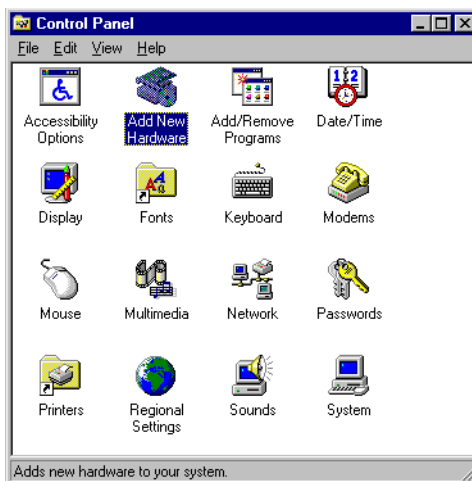 Control Panel
File Edit View Help
Accessibility Options
Add New Hardware
Add/Remove Programs
Date/Time
Display
Fonts
Keyboard
Modems
Mouse
Multimedia
Network
Passwords
Printers
Regional Settings
Sounds
System
Adds new hardware to your system.